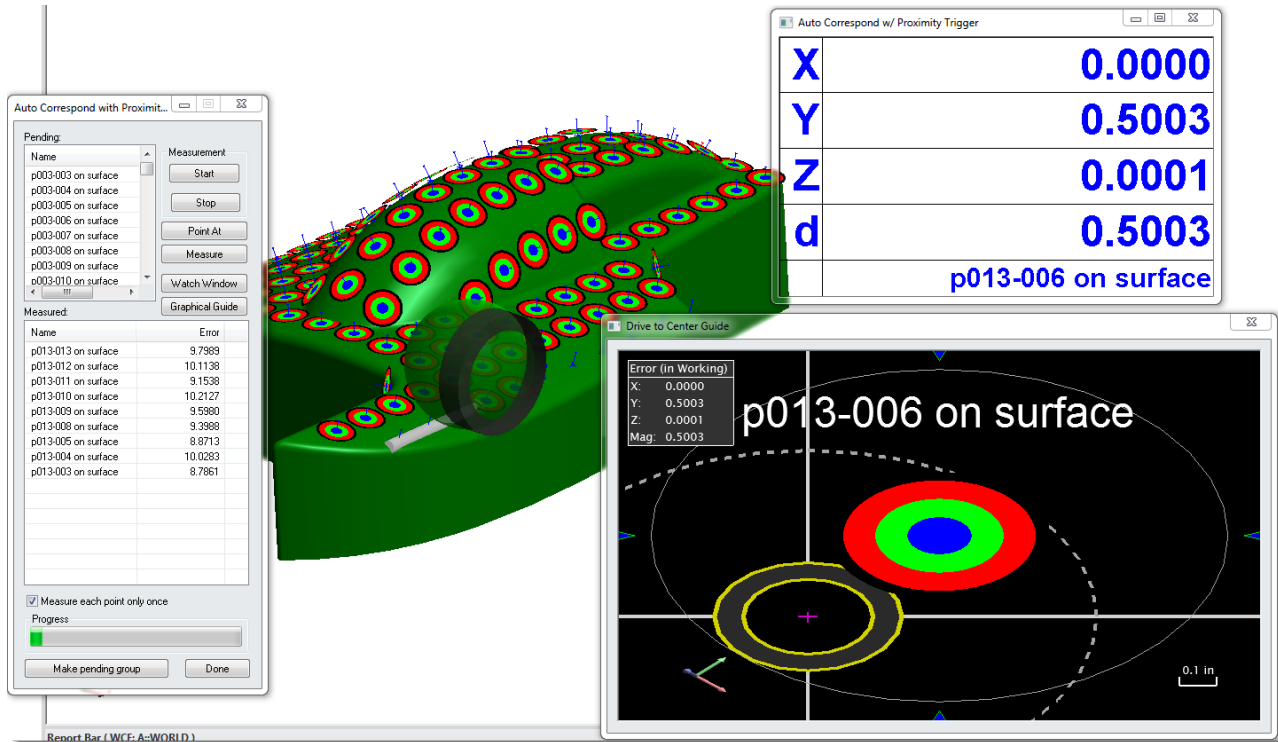 Auto Correspond with Proximit...
Pending:
Name
p003-003 on surface
p003-004 on surface
p003-005 on surface
p003-006 on surface
p003-007 on surface
p003-008 on surface
p003-009 on surface
p003-010 on surface
Measurement
Start
Stop
Point At
Measure
Watch Window
Graphical Guide
Measured:
Name Error
p013-013 on surface 9.7989
p013-012 on surface 10.1138
p013-011 on surface 9.1538
p013-010 on surface 10.2127
p013-009 on surface 9.5980
p013-008 on surface 9.3988
p013-005 on surface 8.8713
p013-004 on surface 10.0283
p013-003 on surface 8.7861
Measure each point only once
Progress
Make pending group Done
Auto Correspond w/ Proximity Trigger
X 0.0000
Y 0.5003
Z 0.0001
d 0.5003
p013-006 on surface
Drive to Center Guide
Error (in Working)
X: 0.0000
Y: 0.5003
Z: 0.0001
Mag: 0.5003
p013-006 on surface
0.1 in
Report Bar ( WCF: A::WORLD )